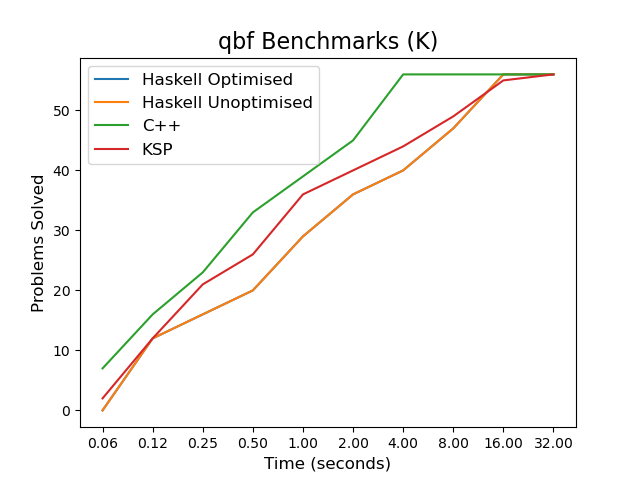 qbf Benchmarks (K)
Haskell Optimised
Haskell Unoptimised
C++
KSP
Problems Solved
50
40
30
20
10
0
0.06 0.12 0.25 0.50 1.00 2.00 4.00 8.00 16.00 32.00
Time (seconds)